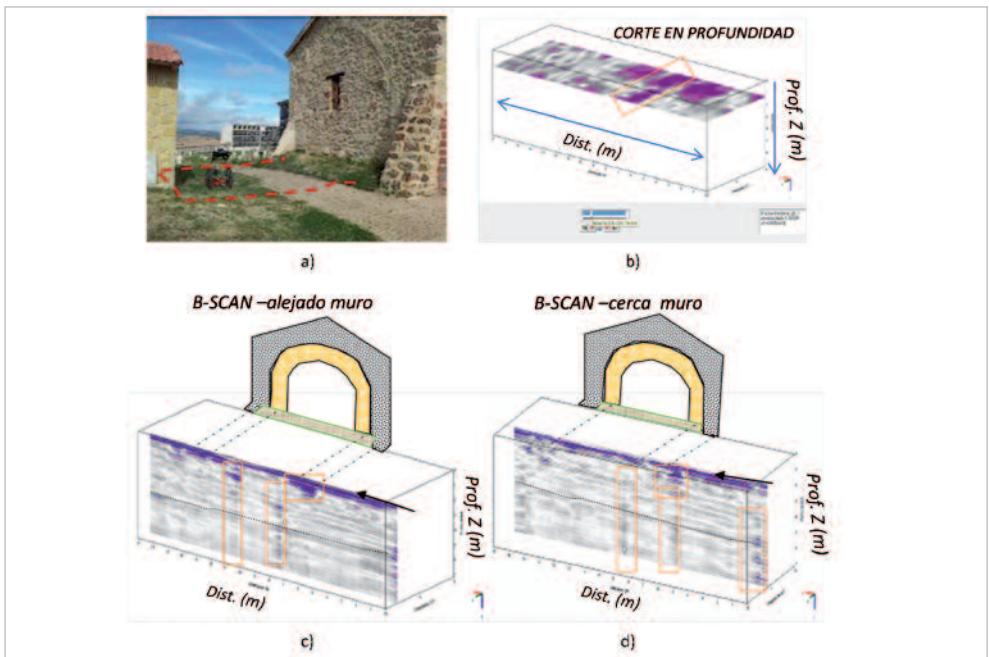 CORTE EN PROFUNDIDAD
Prof. Z (m)
Dist. (m)
a)
b)
B-SCAN –alejado muro
B-SCAN –cerca muro
Prof. Z (m)
Prof. Z (m)
Dist. (m)
Dist. (m)
c)
d)